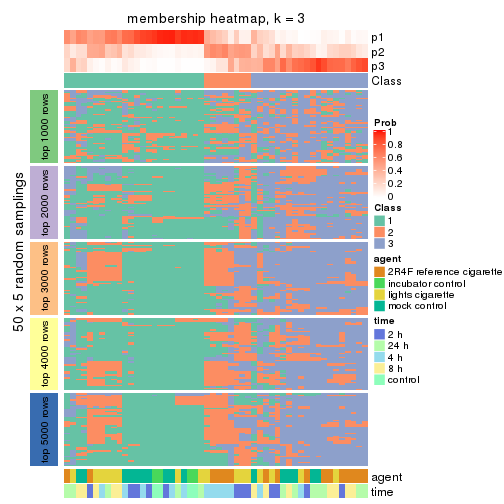 membership heatmap, k = 3
p1
p2
p3
Class
50 x 5 random samplings
top 1000 rows
top 2000 rows
top 3000 rows
top 4000 rows
top 5000 rows
agent
time
Prob
1
0.8
0.6
0.4
0.2
0
Class
1
2
3
agent
2R4F reference cigarette
incubator control
lights cigarette
mock control
time
2 h
24 h
4 h
8 h
control